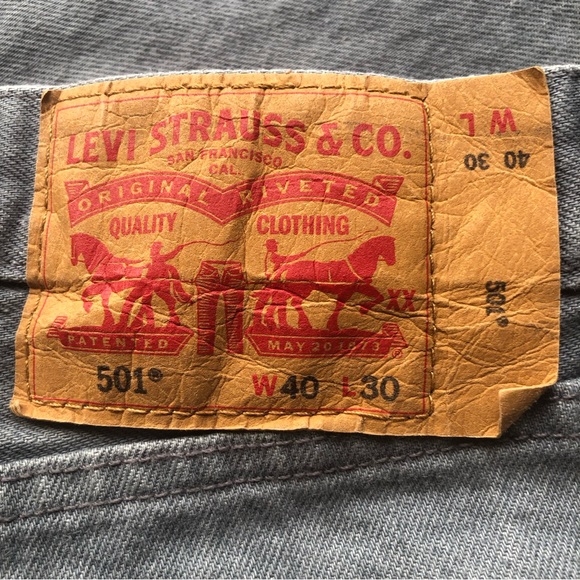 LEVI STRAUSS & CO.
SAN FRANCISCO
CAL.
ORIGINAL RIVETED
QUALITY CLOTHING
XX
PATENTED MAY 20 1873 ®
501® W40 L30
W L
40 30
501®